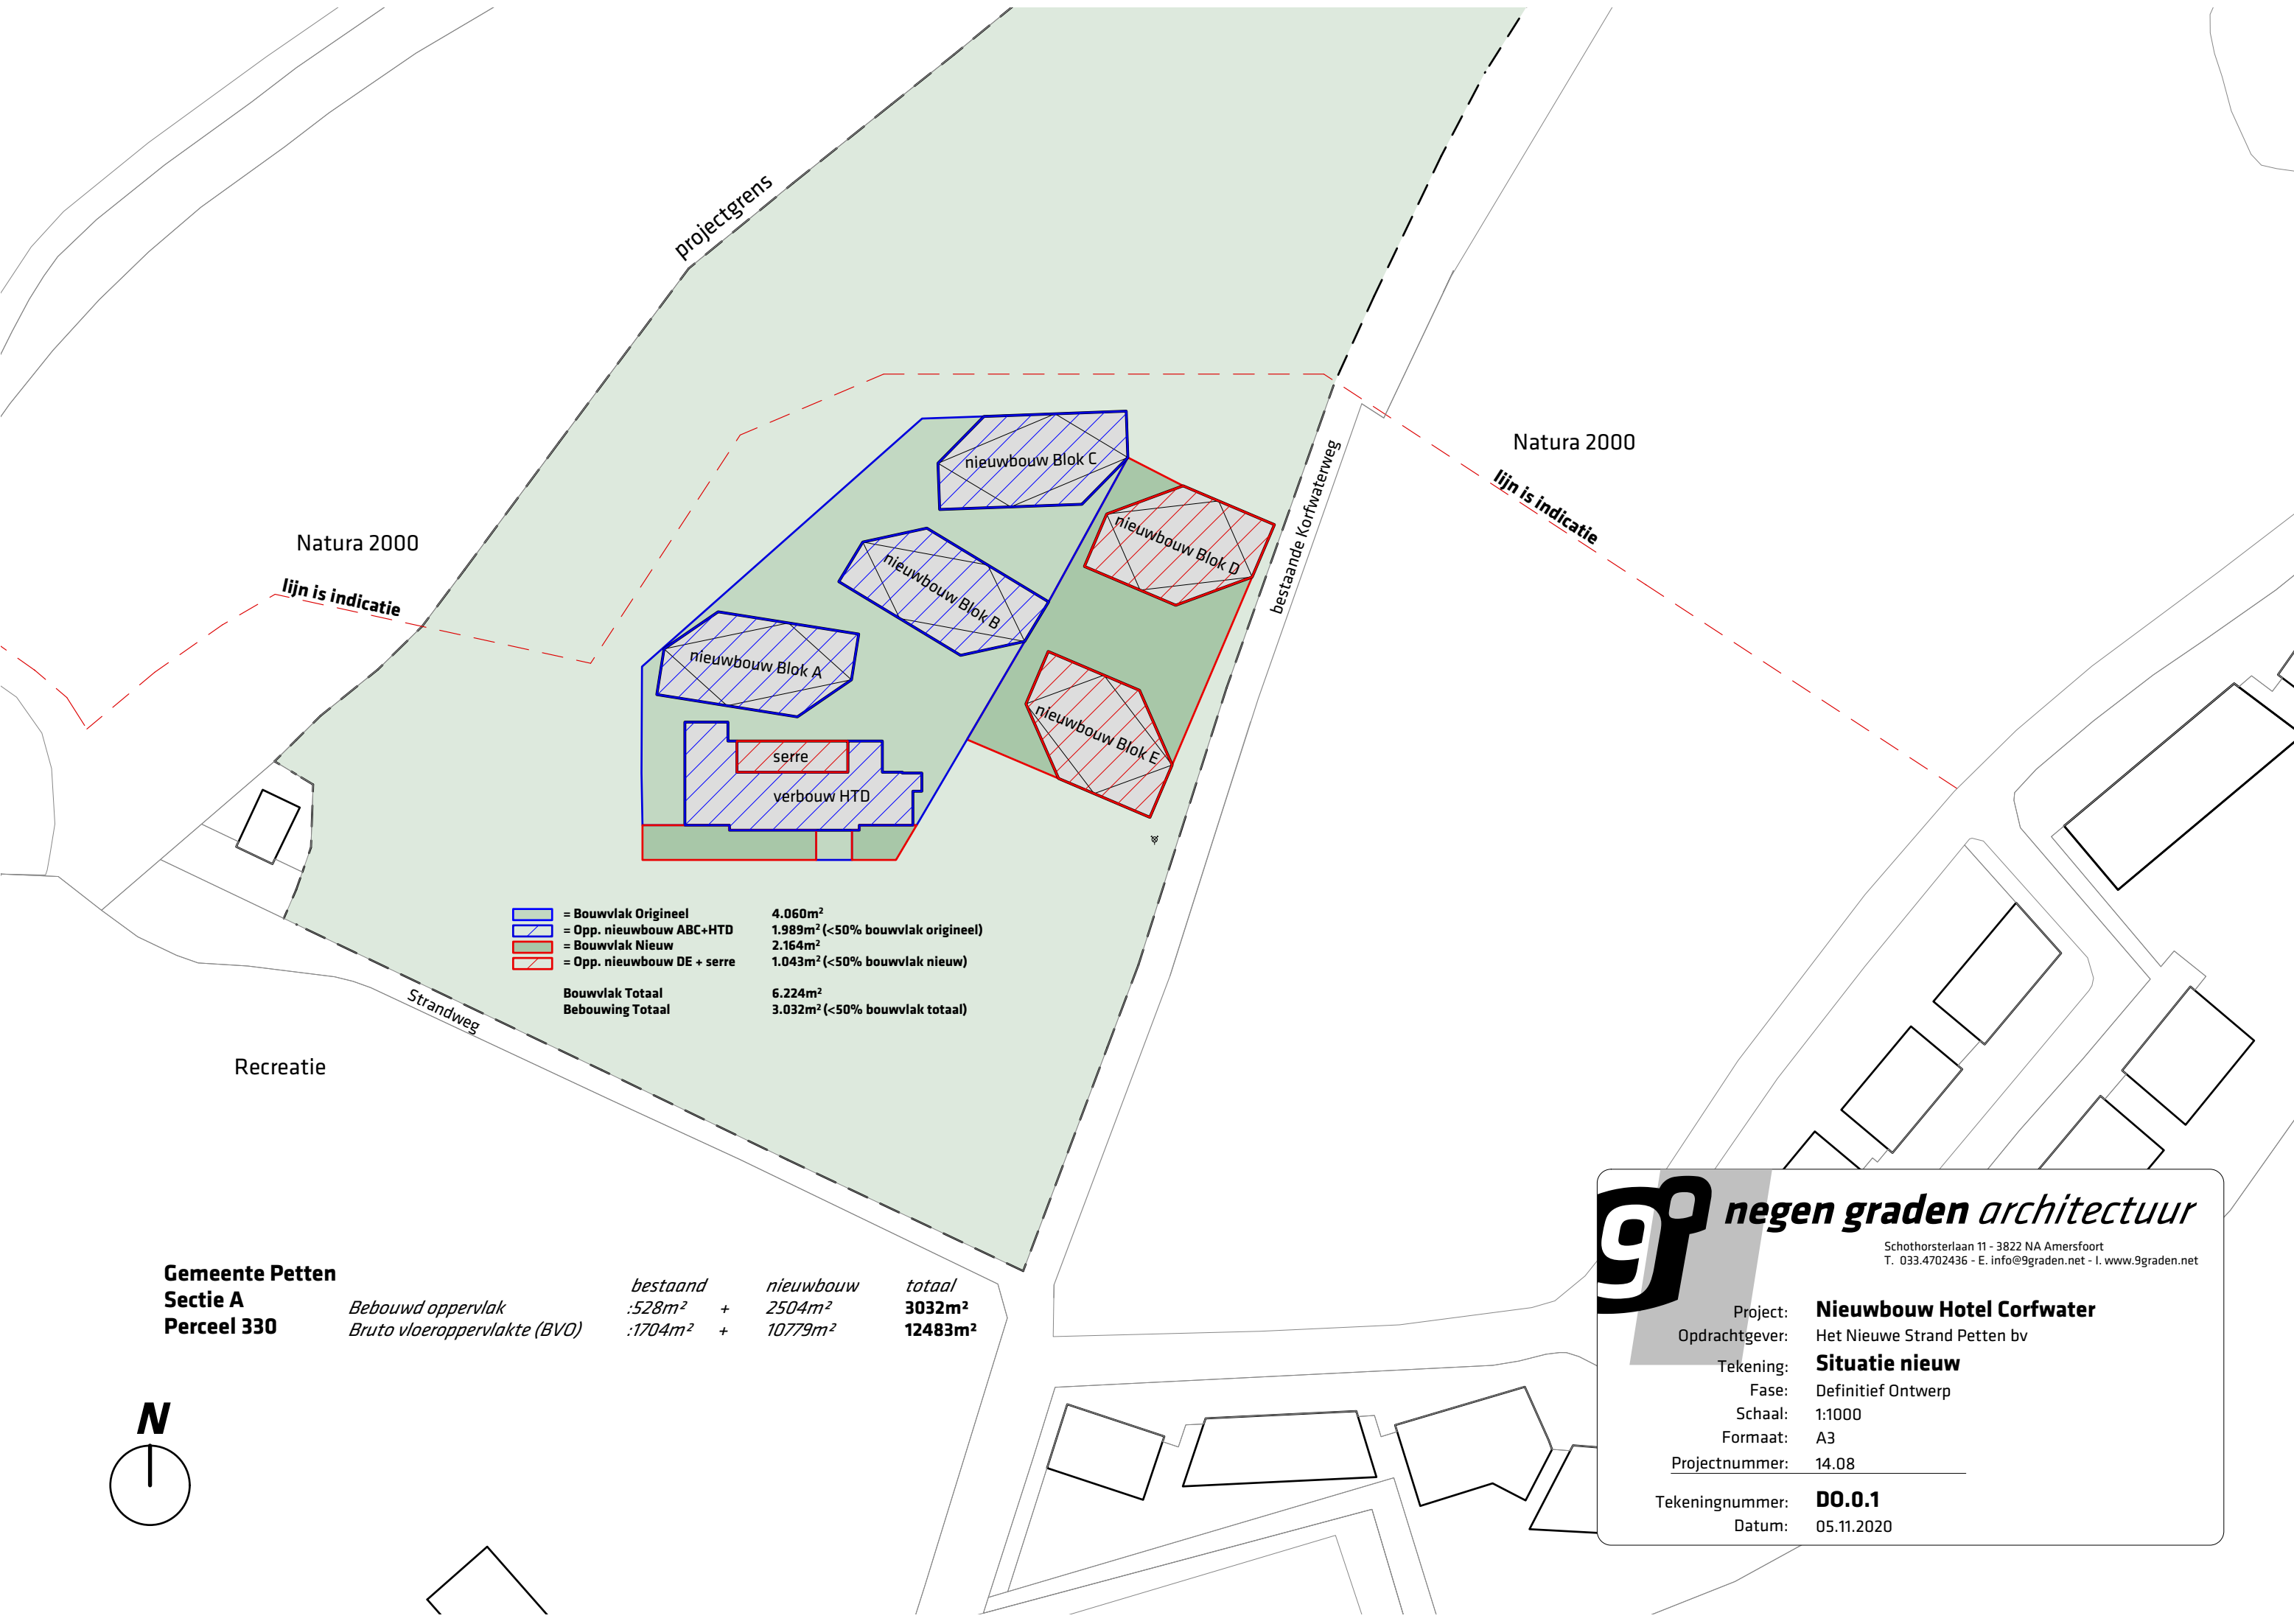 projectgrens
Natura 2000
lijn is indicatie
Natura 2000
lijn is indicatie
bestaande Korfwaterweg
nieuwbouw Blok C
nieuwbouw Blok D
nieuwbouw Blok B
nieuwbouw Blok A
nieuwbouw Blok E
serre
verbouw HTD
= Bouwvlak Origineel 4.060m²
= Opp. nieuwbouw ABC+HTD 1.989m² (<50% bouwvlak origineel)
= Bouwvlak Nieuw 2.164m²
= Opp. nieuwbouw DE + serre 1.043m² (<50% bouwvlak nieuw)
Bouwvlak Totaal 6.224m²
Bebouwing Totaal 3.032m² (<50% bouwvlak totaal)
Strandweg
Recreatie
Gemeente Petten
Sectie A
Perceel 330
bestaand nieuwbouw totaal
Bebouwd oppervlak :528m² + 2504m² 3032m²
Bruto vloeroppervlakte (BVO) :1704m² + 10779m² 12483m²
N
9°
negen graden architectuur
Schothorsterlaan 11 - 3822 NA Amersfoort
T. 033.4702436 - E. info@9graden.net - I. www.9graden.net
Project: Nieuwbouw Hotel Corfwater
Opdrachtgever: Het Nieuwe Strand Petten bv
Tekening: Situatie nieuw
Fase: Definitief Ontwerp
Schaal: 1:1000
Formaat: A3
Projectnummer: 14.08
Tekeningnummer: DO.0.1
Datum: 05.11.2020